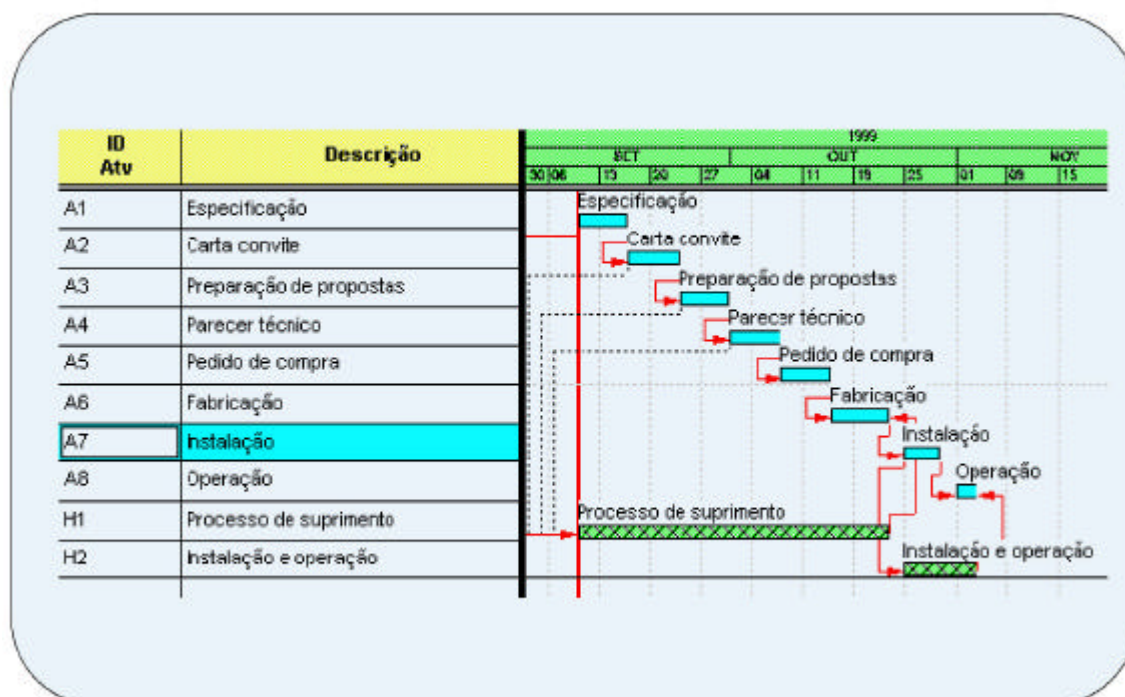 ID
Atv
Descrição
1999
SET OUT NOV
30 06 13 20 27 04 11 18 25 01 08 15
A1 Especificação Especificação
A2 Carta convite Carta convite
A3 Preparação de propostas Preparação de propostas
A4 Parecer técnico Parecer técnico
A5 Pedido de compra Pedido de compra
A6 Fabricação Fabricação
A7 Instalação Instalação
A8 Operação Operação
H1 Processo de suprimento Processo de suprimento
H2 Instalação e operação Instalação e operação